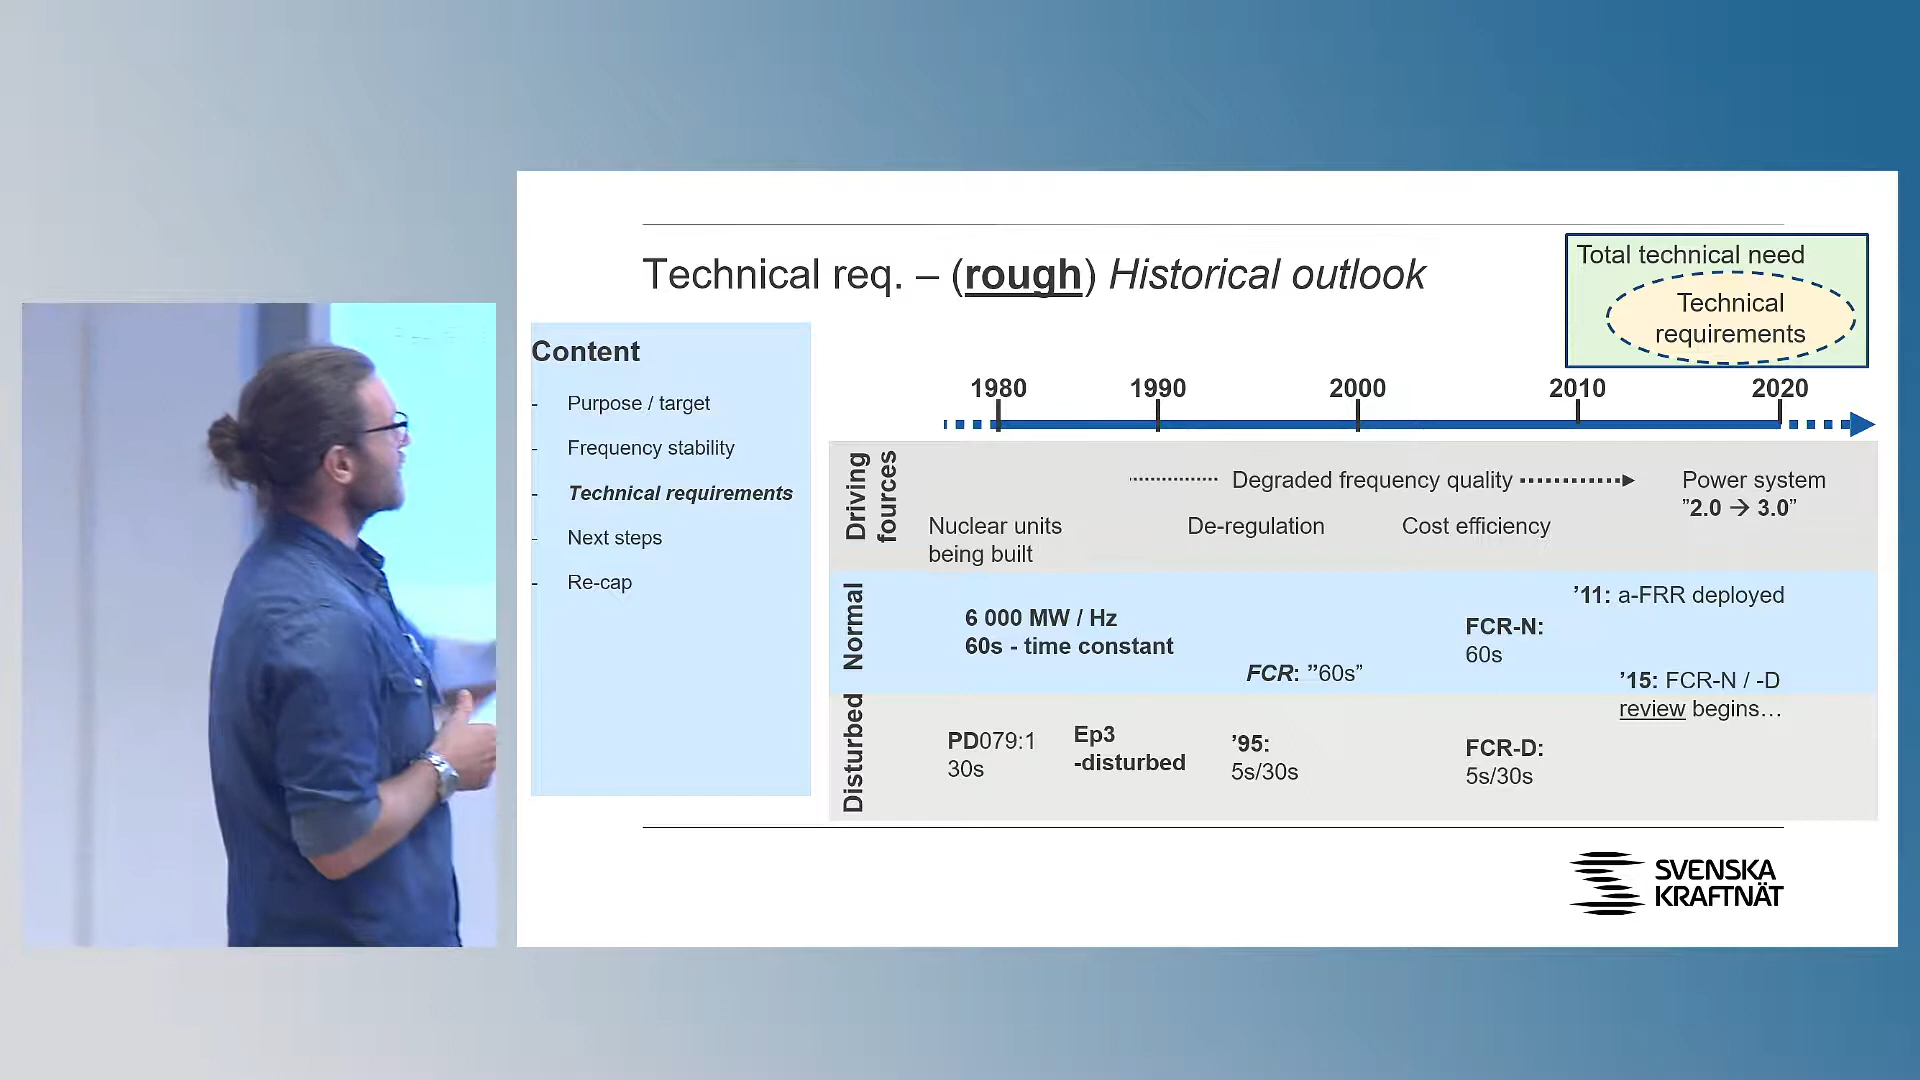 Technical req. – (rough) Historical outlook
Total technical need
Technical
requirements
Content
- Purpose / target
- Frequency stability
- Technical requirements
- Next steps
- Re-cap
1980 1990 2000 2010 2020
Driving
fources
Degraded frequency quality
Power system
”2.0 → 3.0”
Nuclear units
being built
De-regulation
Cost efficiency
Normal
6 000 MW / Hz
60s - time constant
FCR: ”60s”
FCR-N:
60s
’11: a-FRR deployed
’15: FCR-N / -D
review begins…
Disturbed
PD079:1
30s
Ep3
-disturbed
’95:
5s/30s
FCR-D:
5s/30s
SVENSKA
KRAFTNÄT